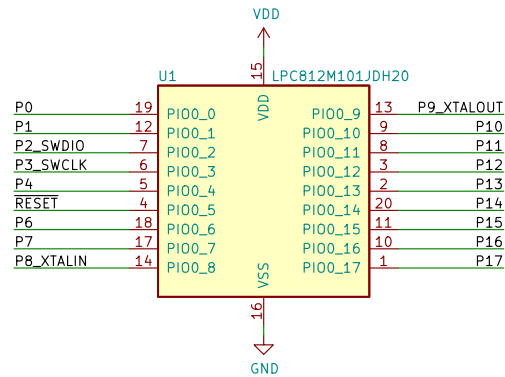 VDD
U1 LPC812M101JDH20
15
VDD
P0 19 PIO0_0 PIO0_9 13 P9_XTALOUT
P1 12 PIO0_1 PIO0_10 9 P10
P2_SWDIO 7 PIO0_2 PIO0_11 8 P11
P3_SWCLK 6 PIO0_3 PIO0_12 3 P12
P4 5 PIO0_4 PIO0_13 2 P13
RESET 4 PIO0_5 PIO0_14 20 P14
P6 18 PIO0_6 PIO0_15 11 P15
P7 17 PIO0_7 PIO0_16 10 P16
P8_XTALIN 14 PIO0_8 PIO0_17 1 P17
VSS
16
GND